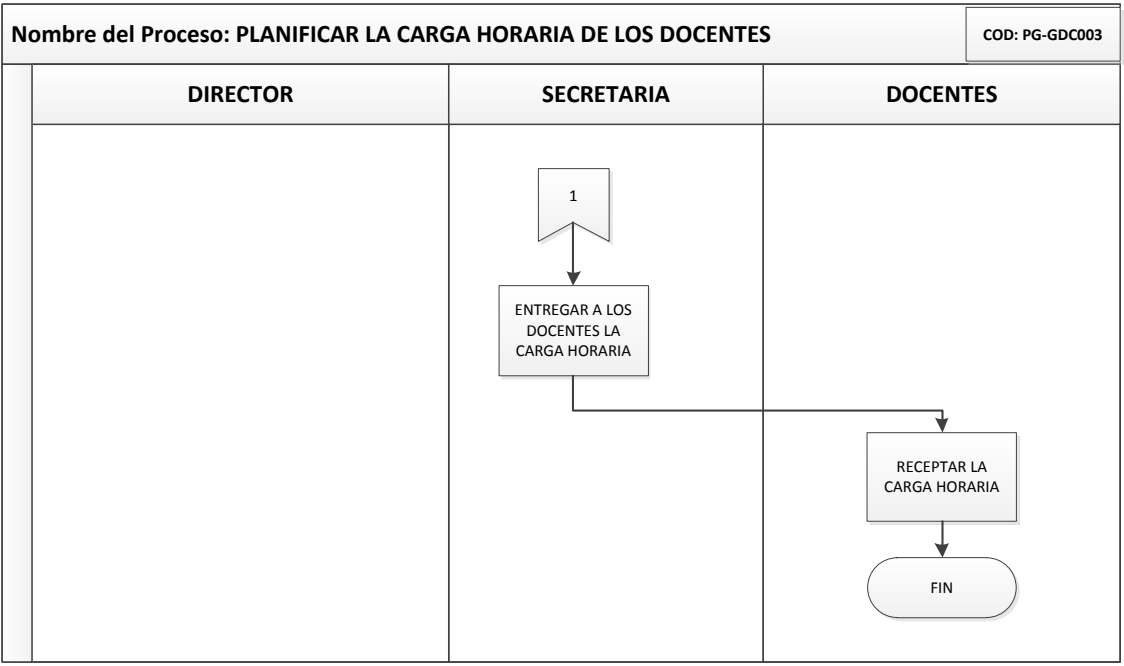 Nombre del Proceso: PLANIFICAR LA CARGA HORARIA DE LOS DOCENTES
COD: PG-GDC003
DIRECTOR
SECRETARIA
DOCENTES
1
ENTREGAR A LOS
DOCENTES LA
CARGA HORARIA
RECEPTAR LA
CARGA HORARIA
FIN